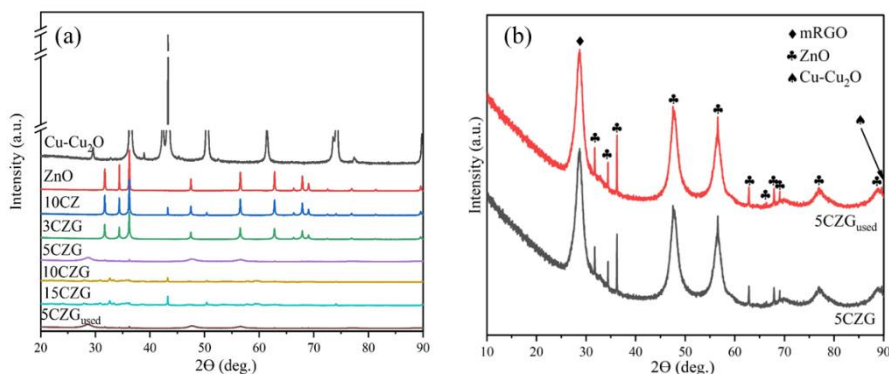 (a)
Intensity (a.u.)
Cu-Cu₂O
ZnO
10CZ
3CZG
5CZG
10CZG
15CZG
5CZGused
20 30 40 50 60 70 80 90
2Θ (deg.)
(b)
♦ mRGO
♣ ZnO
♠ Cu-Cu₂O
Intensity (a.u.)
5CZGused
5CZG
10 20 30 40 50 60 70 80 90
2Θ (deg.)